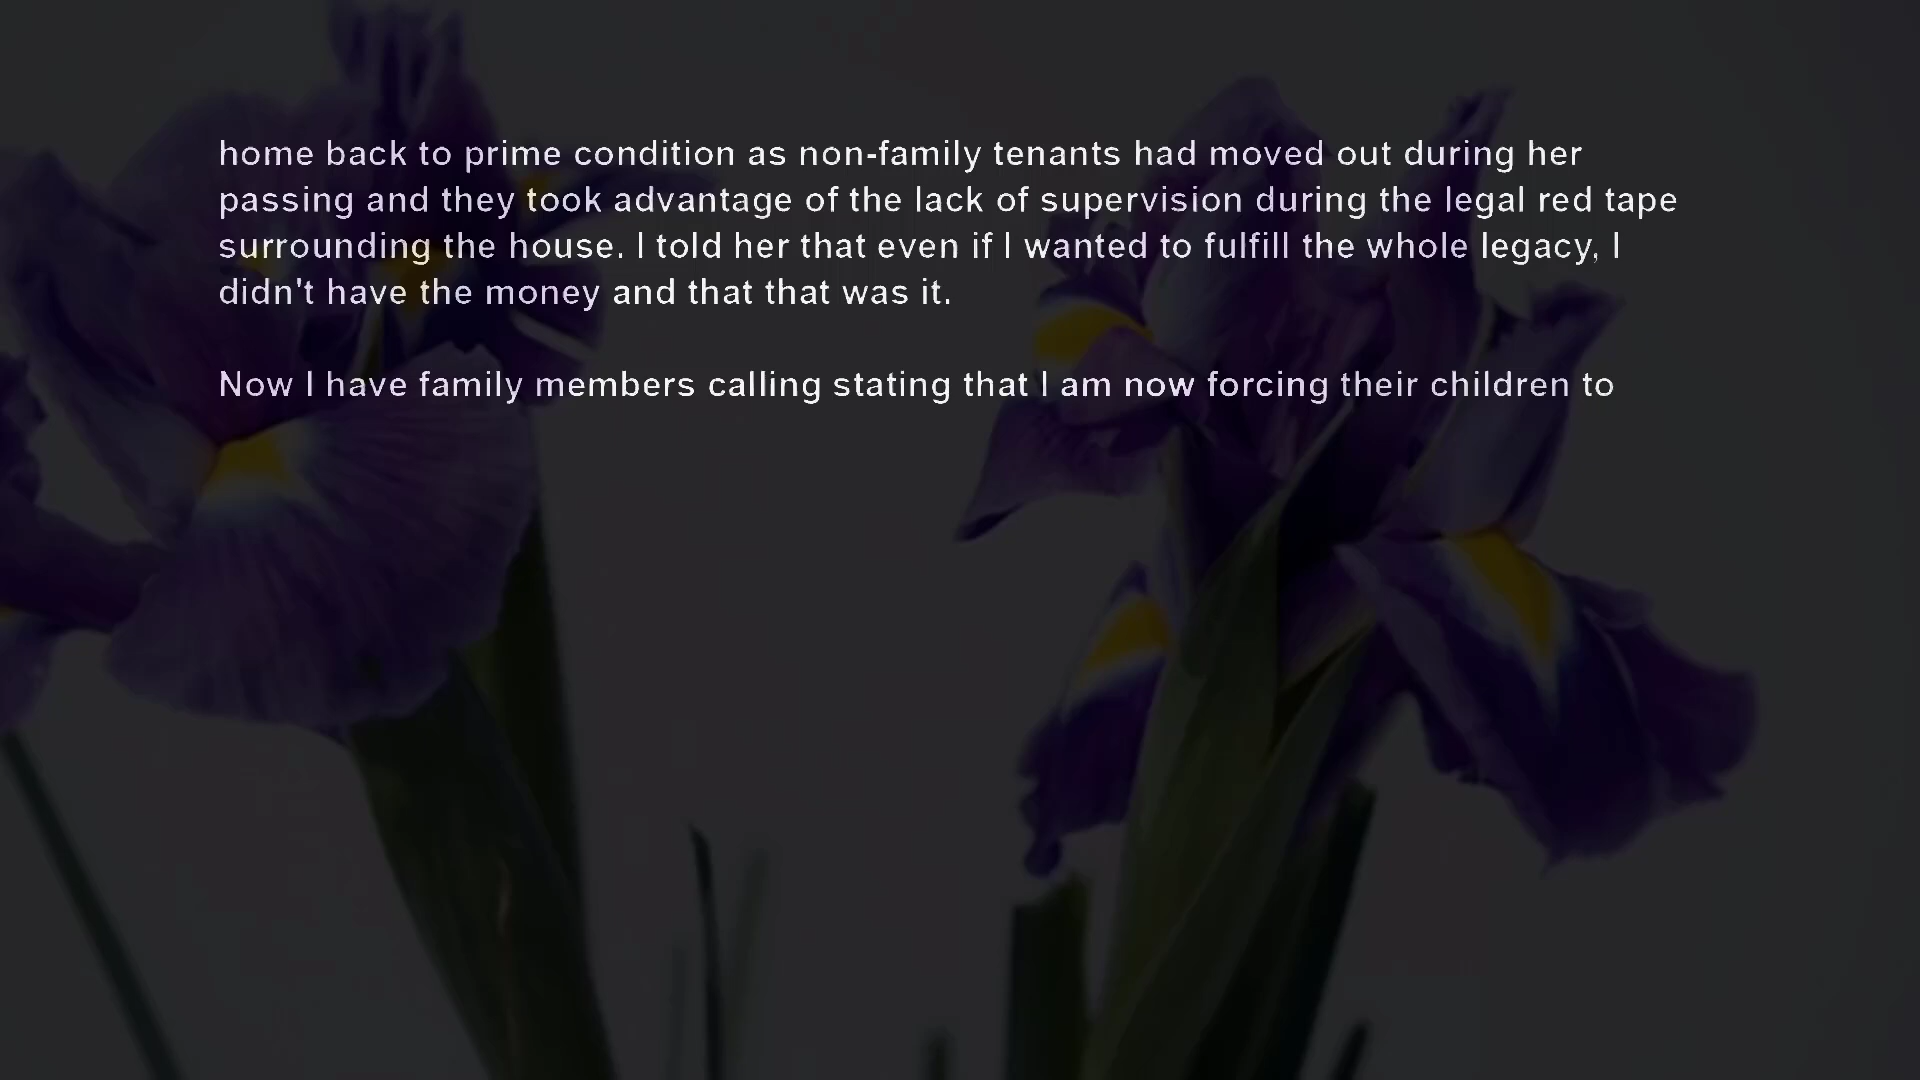 home back to prime condition as non-family tenants had moved out during her
passing and they took advantage of the lack of supervision during the legal red tape
surrounding the house. I told her that even if I wanted to fulfill the whole legacy, I
didn't have the money and that that was it.
Now I have family members calling stating that I am now forcing their children to